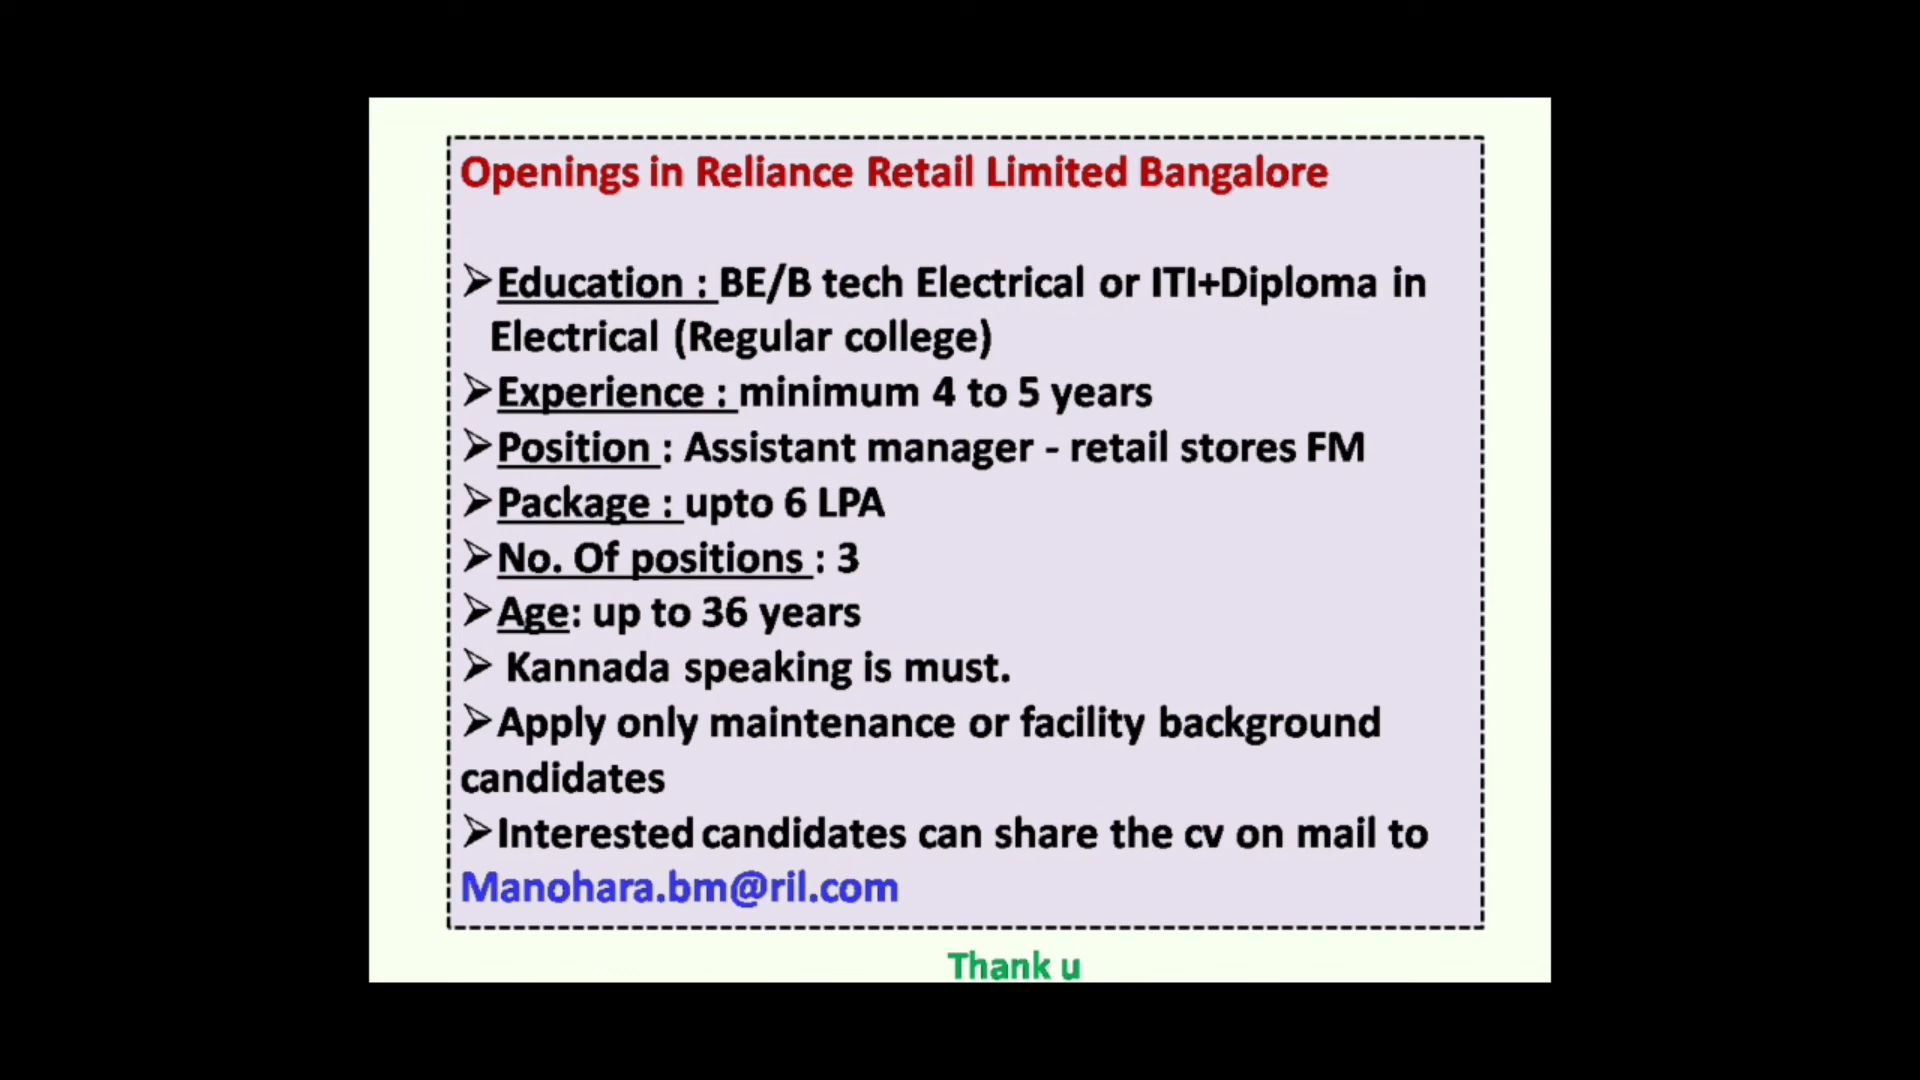 Openings in Reliance Retail Limited Bangalore
➢Education : BE/B tech Electrical or ITI+Diploma in
Electrical (Regular college)
➢Experience : minimum 4 to 5 years
➢Position : Assistant manager - retail stores FM
➢Package : upto 6 LPA
➢No. Of positions : 3
➢Age: up to 36 years
➢ Kannada speaking is must.
➢Apply only maintenance or facility background
candidates
➢Interested candidates can share the cv on mail to
Manohara.bm@ril.com
Thank u